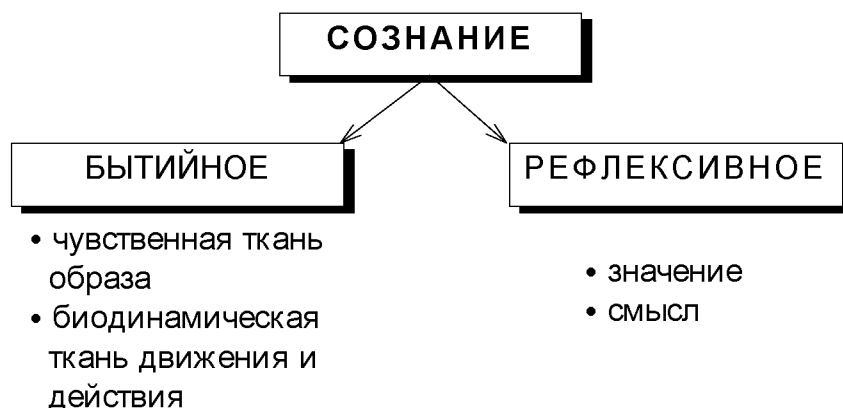 СОЗНАНИЕ
БЫТИЙНОЕ
РЕФЛЕКСИВНОЕ
• чувственная ткань
образа
• биодинамическая
ткань движения и
действия
• значение
• смысл